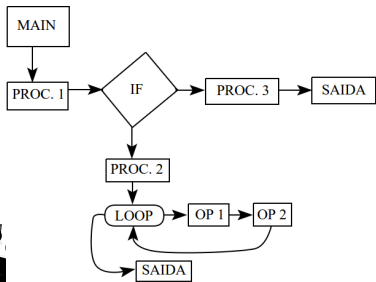 MAIN
PROC. 1
IF
PROC. 3
SAIDA
PROC. 2
LOOP
OP 1
OP 2
SAIDA